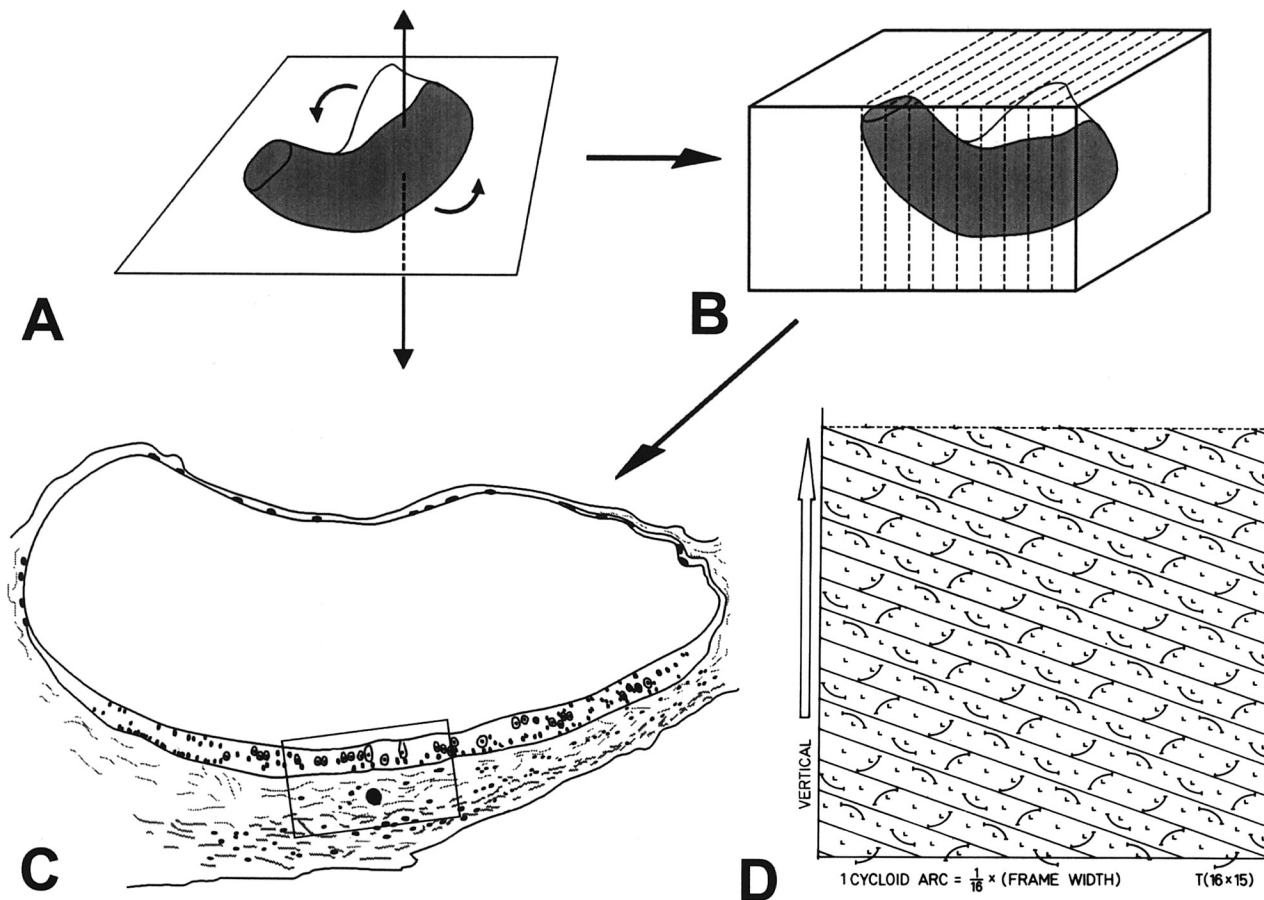 A
B
C
VERTICAL
D
1 CYCLOID ARC = 1/16 × (FRAME WIDTH)
T(16×15)